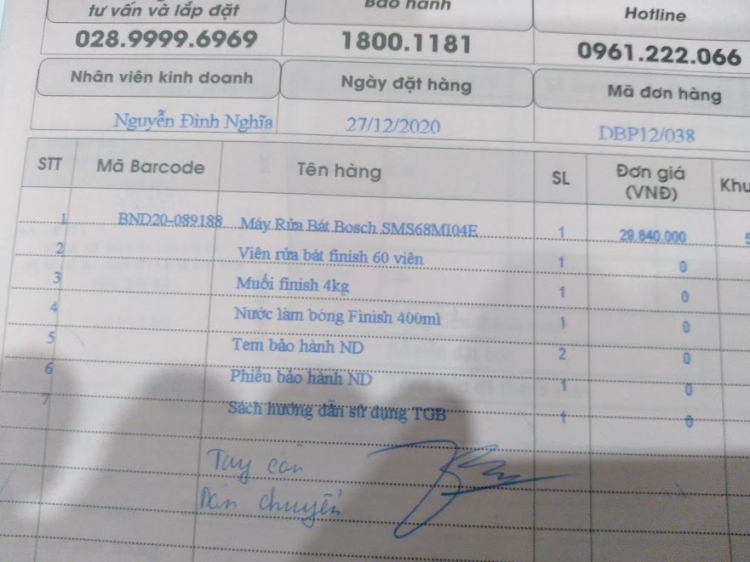 tư vấn và lắp đặt Bảo hành Hotline
028.9999.6969 1800.1181 0961.222.066
Nhân viên kinh doanh Ngày đặt hàng Mã đơn hàng
Nguyễn Đình Nghĩa 27/12/2020 DBP12/038
STT Mã Barcode Tên hàng SL Đơn giá (VNĐ) Khu
1 BND20-089188 Máy Rửa Bát Bosch SMS68MI04E 1 29.640.000
2 Viên rửa bát finish 60 viên 1 0
3 Muối finish 4kg 1 0
4 Nước làm bóng Finish 400ml 1 0
5 Tem bảo hành ND 2 0
6 Phiếu bảo hành ND 1 0
7 Sách hướng dẫn sử dụng TGB 1 0
Tay cầm
chuyển